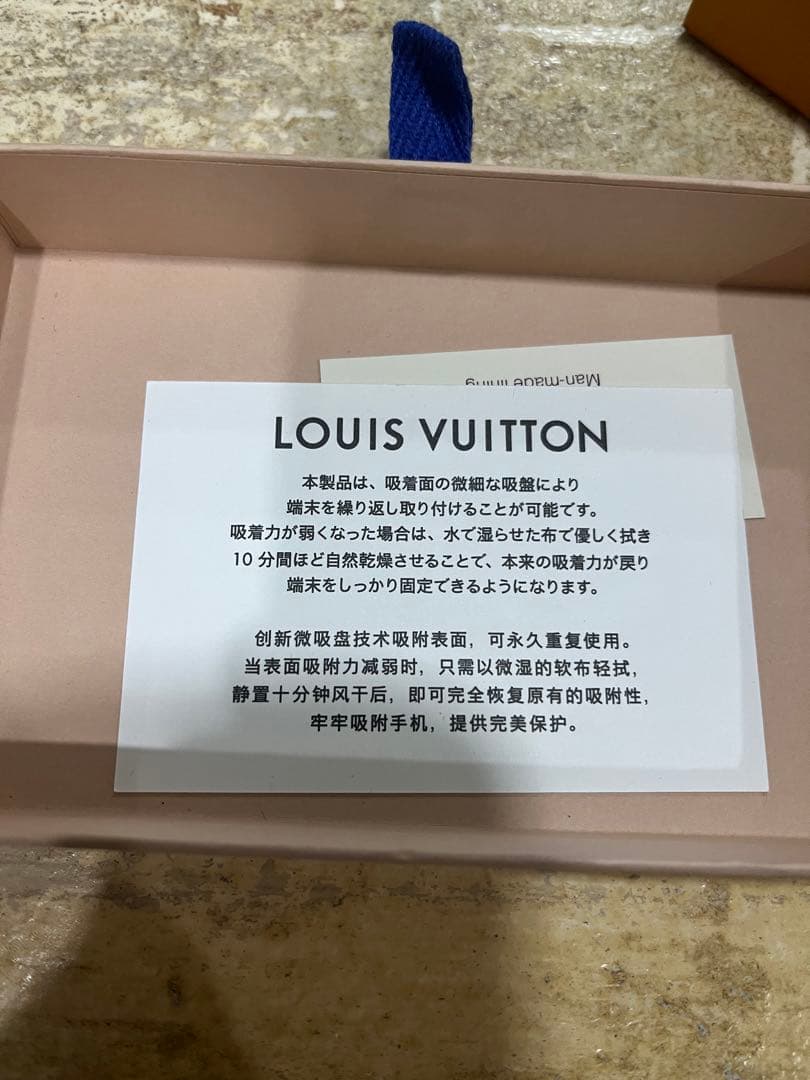 Man-made lining
LOUIS VUITTON
本製品は、吸着面の微細な吸盤により
端末を繰り返し取り付けることが可能です。
吸着力が弱くなった場合は、水で湿らせた布で優しく拭き
10 分間ほど自然乾燥させることで、本来の吸着力が戻り
端末をしっかり固定できるようになります。
创新微吸盘技术吸附表面，可永久重复使用。
当表面吸附力减弱时，只需以微湿的软布轻拭，
静置十分钟风干后，即可完全恢复原有的吸附性，
牢牢吸附手机，提供完美保护。